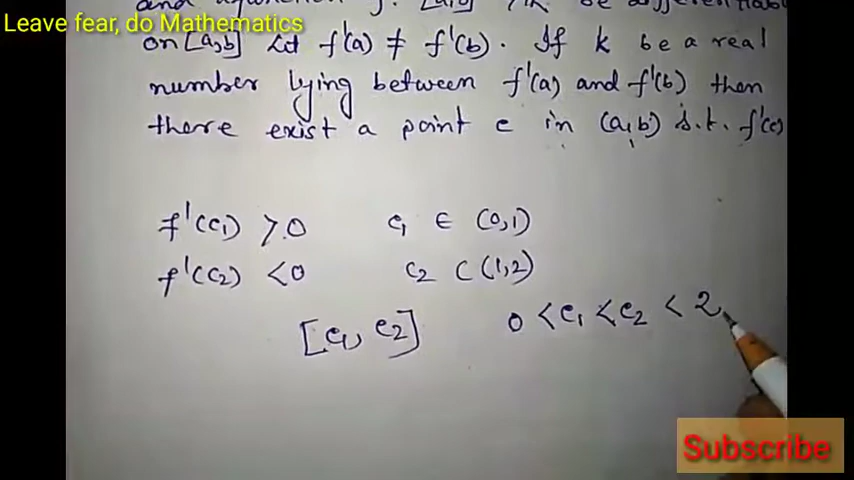 Leave fear, do Mathematics
on [a,b] Let f'(a) ≠ f'(b). If k be a real
number lying between f'(a) and f'(b) then
there exist a point c in (a,b) s.t. f'(c)
f'(c1) > 0 c1 ∈ (0,1)
f'(c2) < 0 c2 ⊂ (1,2)
[c1, c2] 0 < c1 < c2 < 2
Subscribe